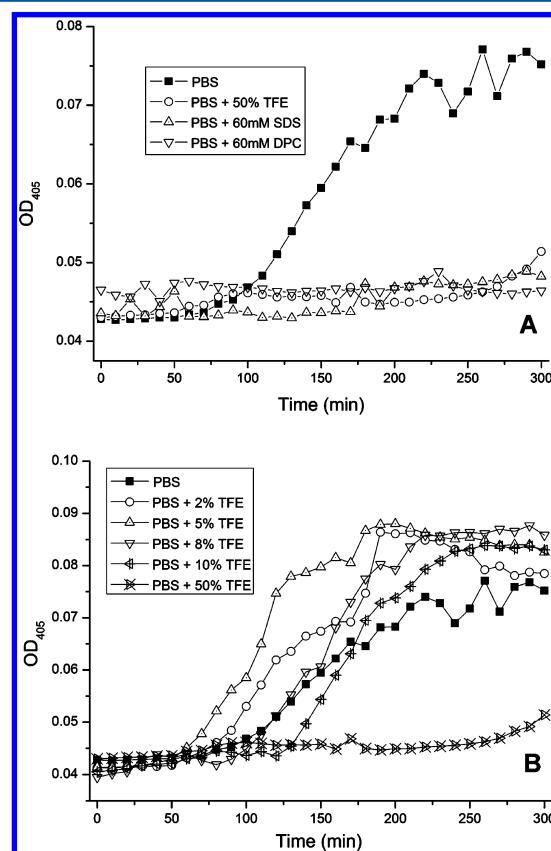 0.08
0.07
0.06
0.05
0.04
OD405
PBS
PBS + 50% TFE
PBS + 60mM SDS
PBS + 60mM DPC
A
0 50 100 150 200 250 300
Time (min)
0.10
0.09
0.08
0.07
0.06
0.05
0.04
OD405
PBS
PBS + 2% TFE
PBS + 5% TFE
PBS + 8% TFE
PBS + 10% TFE
PBS + 50% TFE
B
0 50 100 150 200 250 300
Time (min)